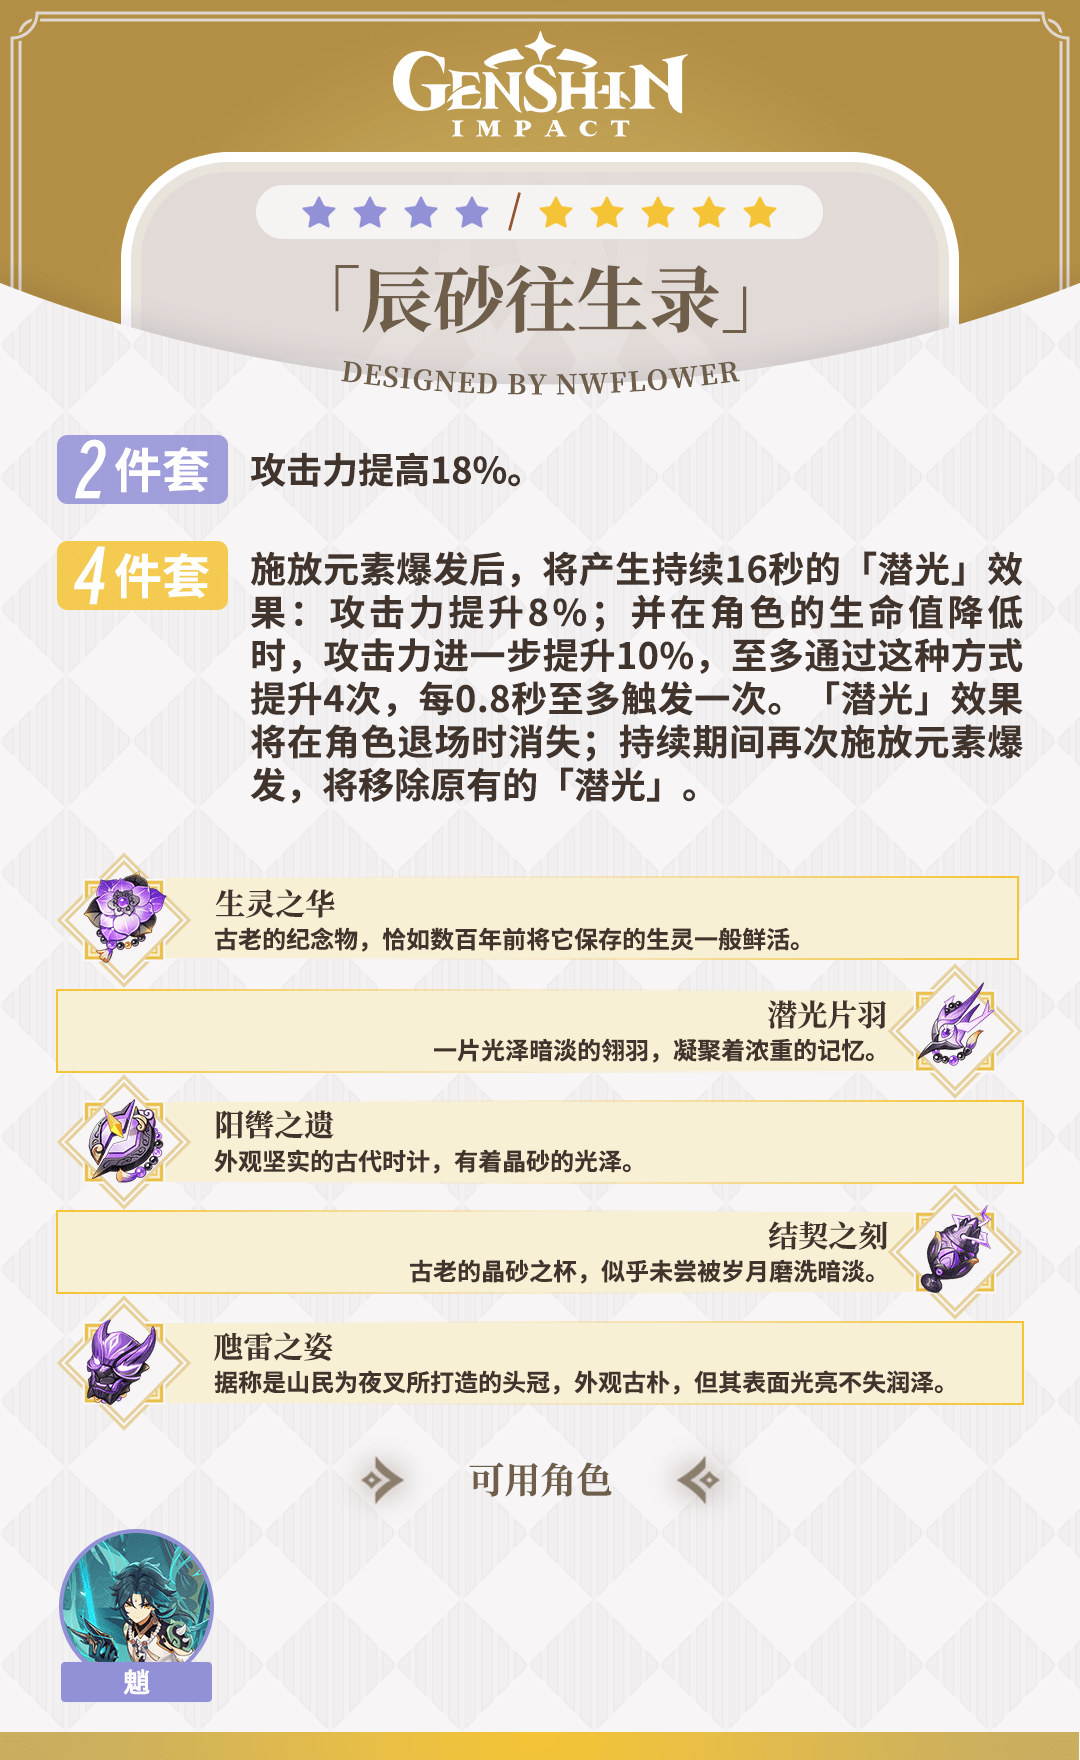 GENSHIN
IMPACT
「辰砂往生录」
DESIGNED BY NWFLOWER
2件套
攻击力提高18%。
4件套
施放元素爆发后，将产生持续16秒的「潜光」效
果：攻击力提升8%；并在角色的生命值降低
时，攻击力进一步提升10%，至多通过这种方式
提升4次，每0.8秒至多触发一次。「潜光」效果
将在角色退场时消失；持续期间再次施放元素爆
发，将移除原有的「潜光」。
生灵之华
古老的纪念物，恰如数百年前将它保存的生灵一般鲜活。
潜光片羽
一片光泽暗淡的翎羽，凝聚着浓重的记忆。
阳辔之遗
外观坚实的古代时计，有着晶砂的光泽。
结契之刻
古老的晶砂之杯，似乎未尝被岁月磨洗暗淡。
虺雷之姿
据称是山民为夜叉所打造的头冠，外观古朴，但其表面光亮不失润泽。
可用角色
魈